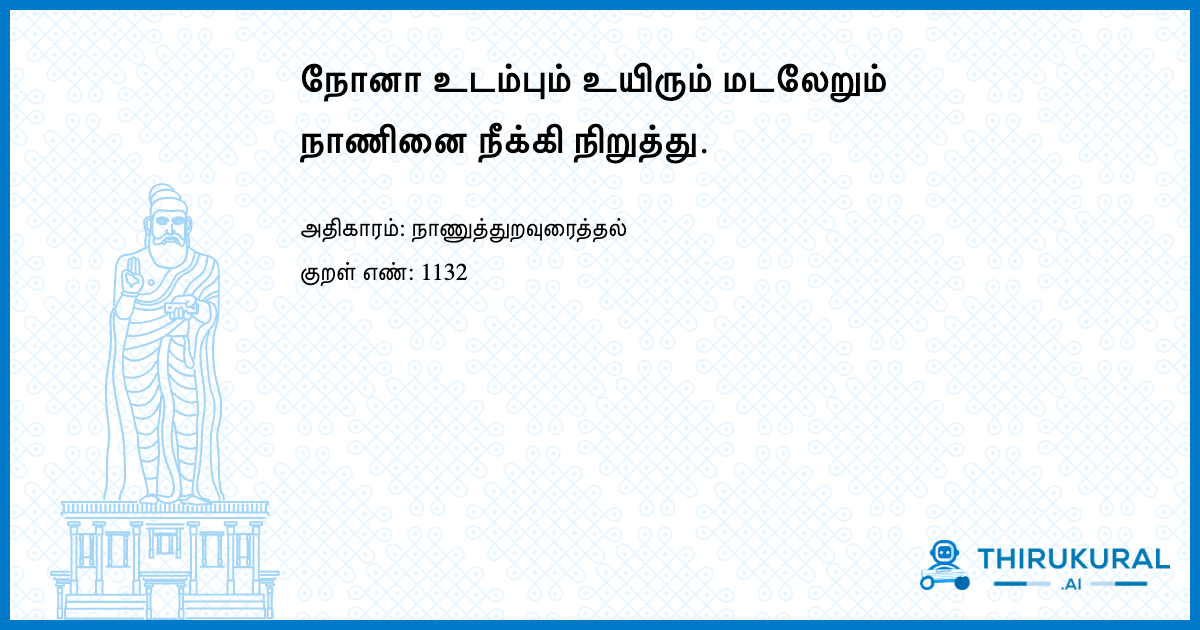 நோனா உடம்பும் உயிரும் மடலேறும்
நாணினை நீக்கி நிறுத்து.
அதிகாரம்: நாணுத்துறவுரைத்தல்
குறள் எண்: 1132
THIRUKURAL
.AI